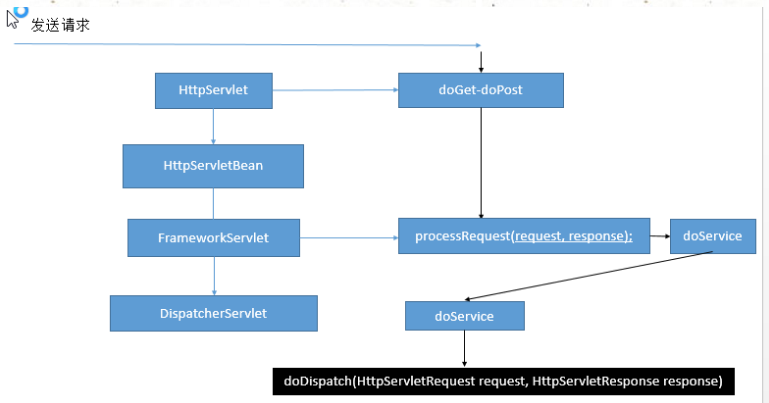 发送请求
HttpServlet
doGet-doPost
HttpServletBean
FrameworkServlet
processRequest(request, response);
doService
DispatcherServlet
doService
doDispatch(HttpServletRequest request, HttpServletResponse response)